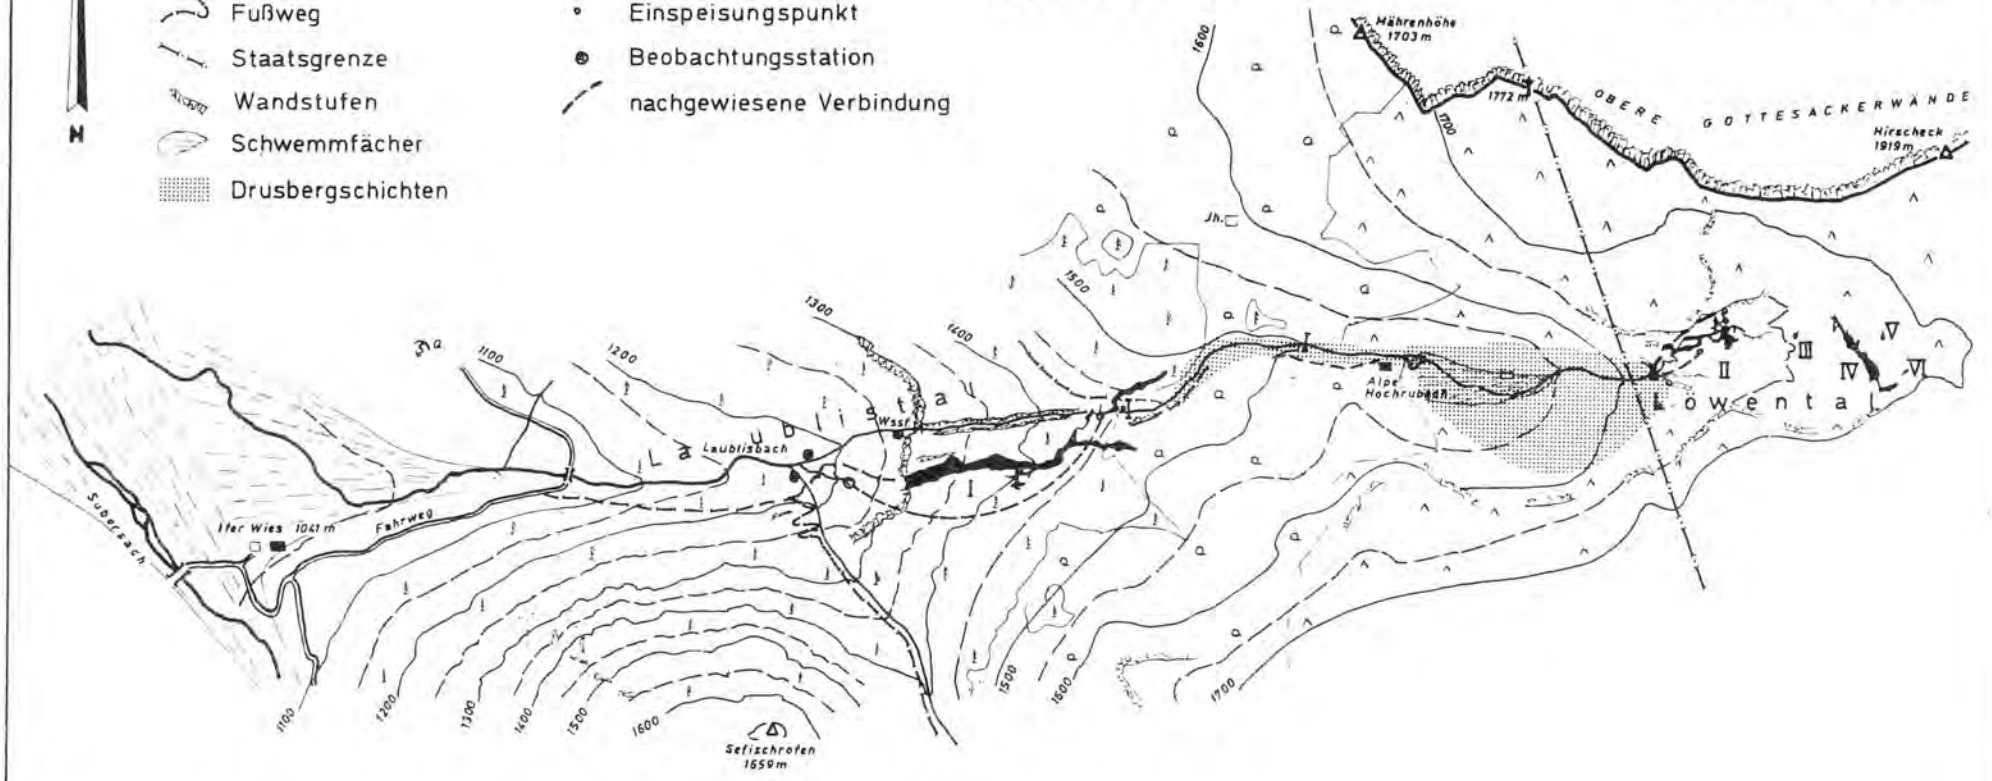 Fußweg
Staatsgrenze
Wandstufen
Schwemmfächer
Drusbergschichten
Einspeisungspunkt
Beobachtungsstation
nachgewiesene Verbindung
N
Mährenhöhe
1703 m
1600
1772 m
OBERE GOTTESACKERWÄNDE
Hirscheck
1919 m
1700
Jh.
1500
1300
1400
1100
1200
Laublisbach
Laublista
Wssf.
I
I
I
II
III
IV
V
VI
Alpe
Hochrubach
Löwental
Subersach
Ifer Wies 1041 m
Fahrweg
1100
1200
1300
1400
1500
1600
Sefischrofen
1659 m
1500
1600
1700